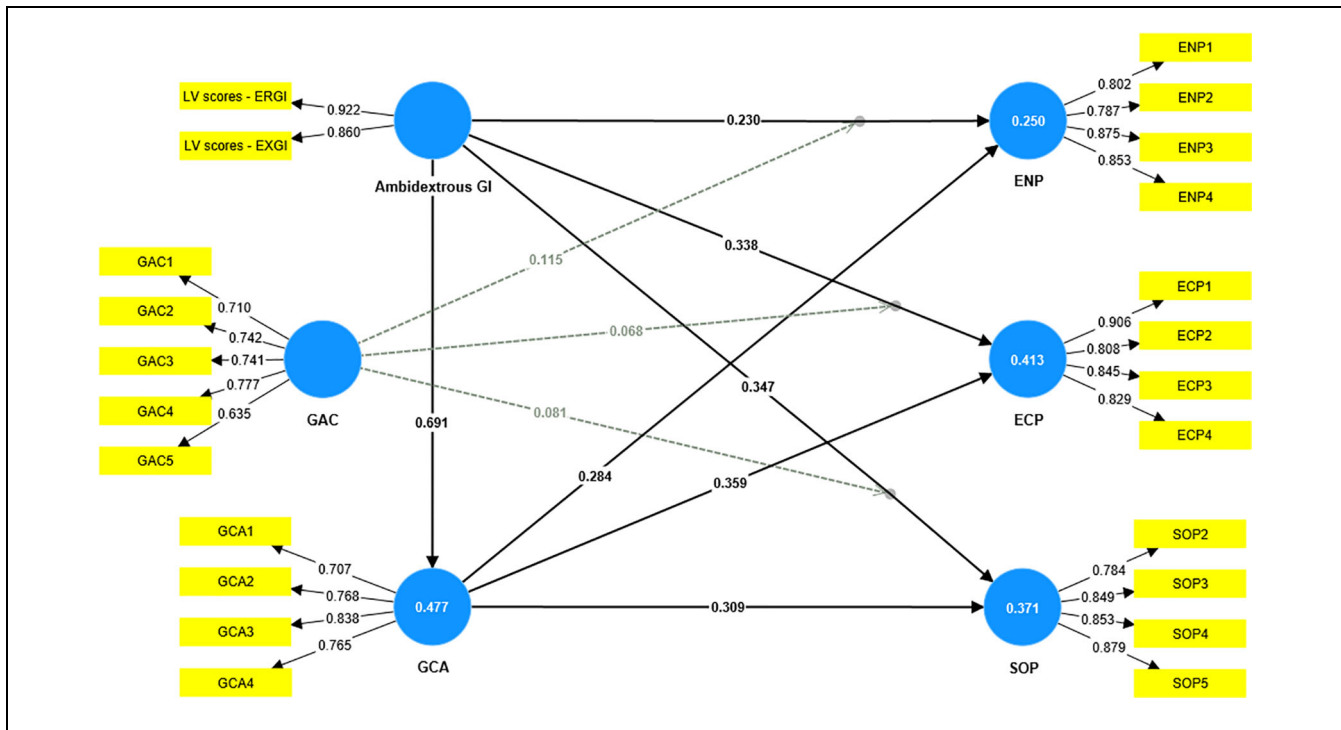 LV scores - ERGI
0.922
LV scores - EXGI
0.860
Ambidextrous GI
0.230
0.338
0.347
0.691
GAC1
GAC2
GAC3
GAC4
GAC5
0.710
0.742
0.741
0.777
0.635
GAC
0.115
0.068
0.081
GCA1
GCA2
GCA3
GCA4
0.707
0.768
0.838
0.765
0.477
GCA
0.284
0.359
0.309
0.250
ENP
0.802
0.787
0.875
0.853
ENP1
ENP2
ENP3
ENP4
0.413
ECP
0.906
0.808
0.845
0.829
ECP1
ECP2
ECP3
ECP4
0.371
SOP
0.784
0.849
0.853
0.879
SOP2
SOP3
SOP4
SOP5